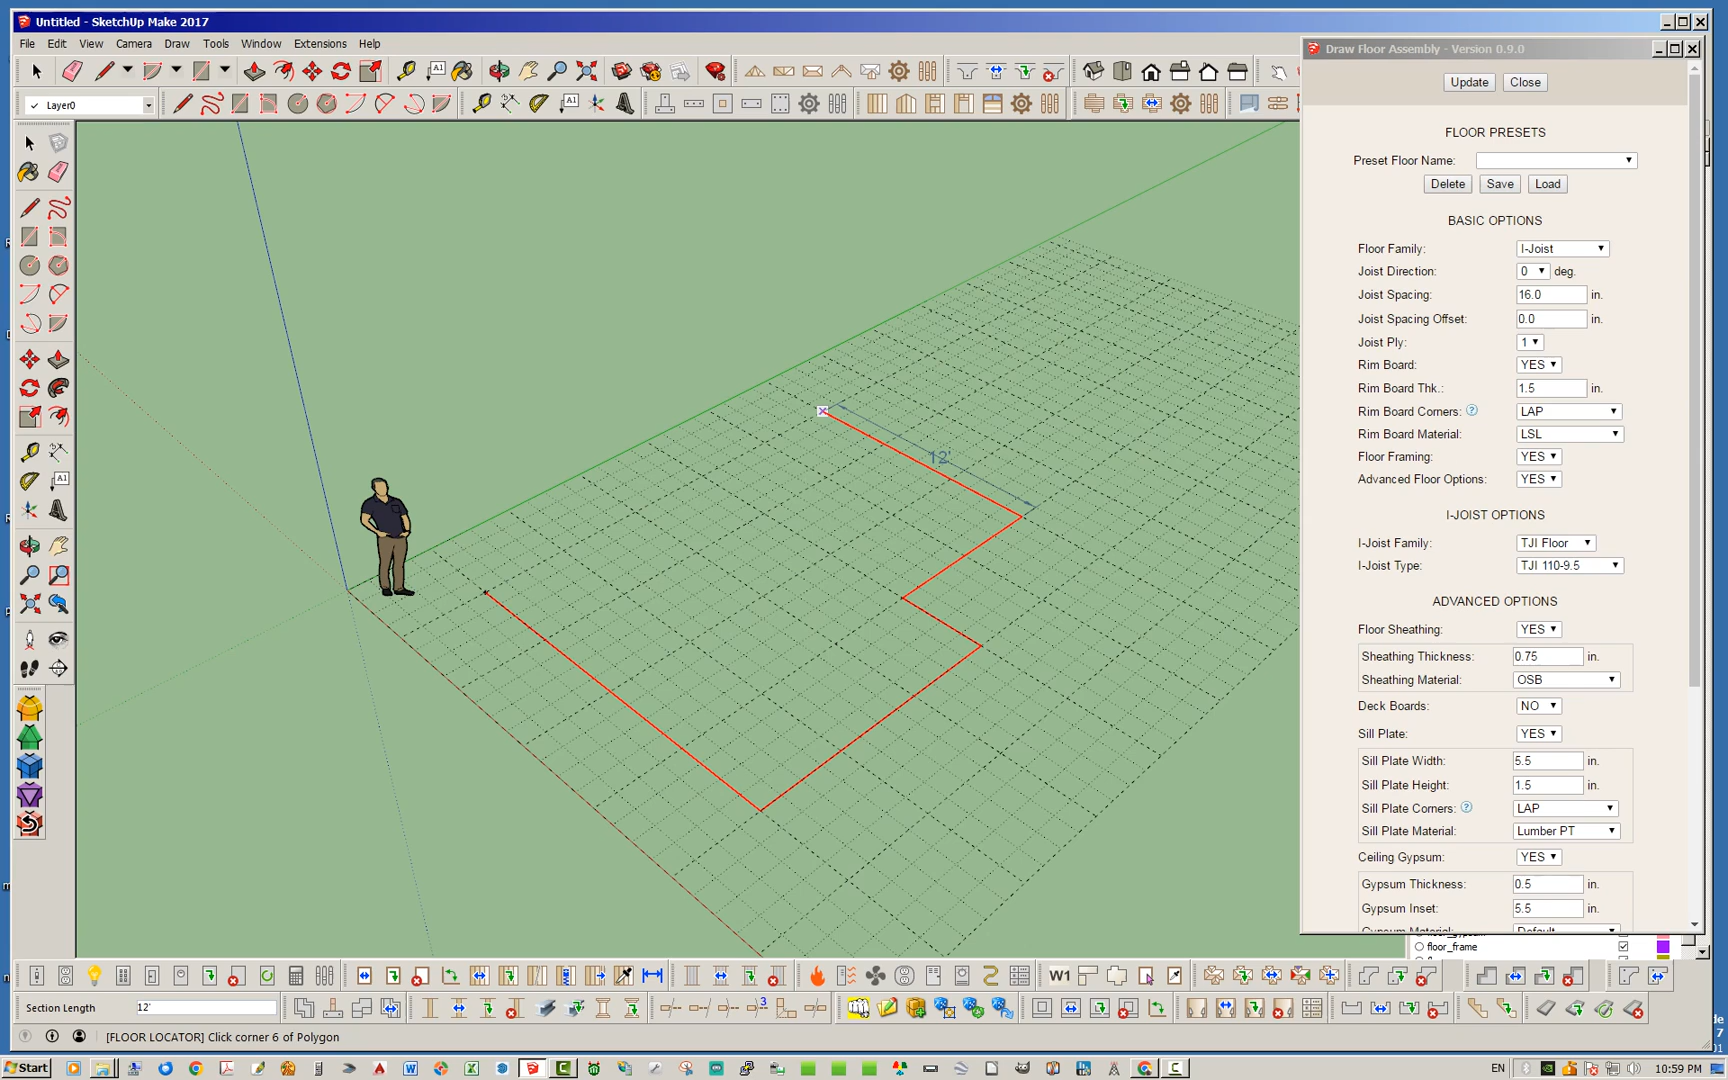 Untitled - SketchUp Make 2017
File Edit View Camera Draw Tools Window Extensions Help
Layer0
Draw Floor Assembly - Version 0.9.0
Update Close
FLOOR PRESETS
Preset Floor Name:
Delete Save Load
BASIC OPTIONS
Floor Family: I-Joist
Joist Direction: 0 deg.
Joist Spacing: 16.0 in.
Joist Spacing Offset: 0.0 in.
Joist Ply: 1
Rim Board: YES
Rim Board Thk.: 1.5 in.
Rim Board Corners: ? LAP
Rim Board Material: LSL
Floor Framing: YES
Advanced Floor Options: YES
I-JOIST OPTIONS
I-Joist Family: TJI Floor
I-Joist Type: TJI 110-9.5
ADVANCED OPTIONS
Floor Sheathing: YES
Sheathing Thickness: 0.75 in.
Sheathing Material: OSB
Deck Boards: NO
Sill Plate: YES
Sill Plate Width: 5.5 in.
Sill Plate Height: 1.5 in.
Sill Plate Corners: ? LAP
Sill Plate Material: Lumber PT
Ceiling Gypsum: YES
Gypsum Thickness: 0.5 in.
Gypsum Inset: 5.5 in.
Gypsum Material: Default
floor_frame
12'
W1
Section Length 12'
3
[FLOOR LOCATOR] Click corner 6 of Polygon
Start
EN
10:59 PM